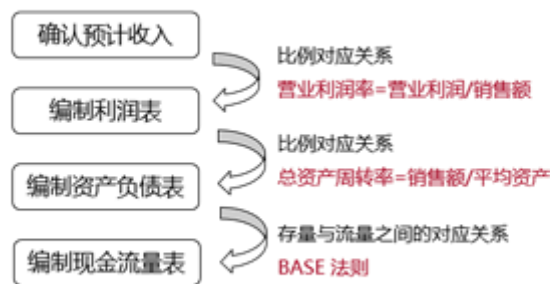 确认预计收入
比例对应关系
营业利润率=营业利润/销售额
编制利润表
比例对应关系
总资产周转率=销售额/平均资产
编制资产负债表
存量与流量之间的对应关系
BASE 法则
编制现金流量表